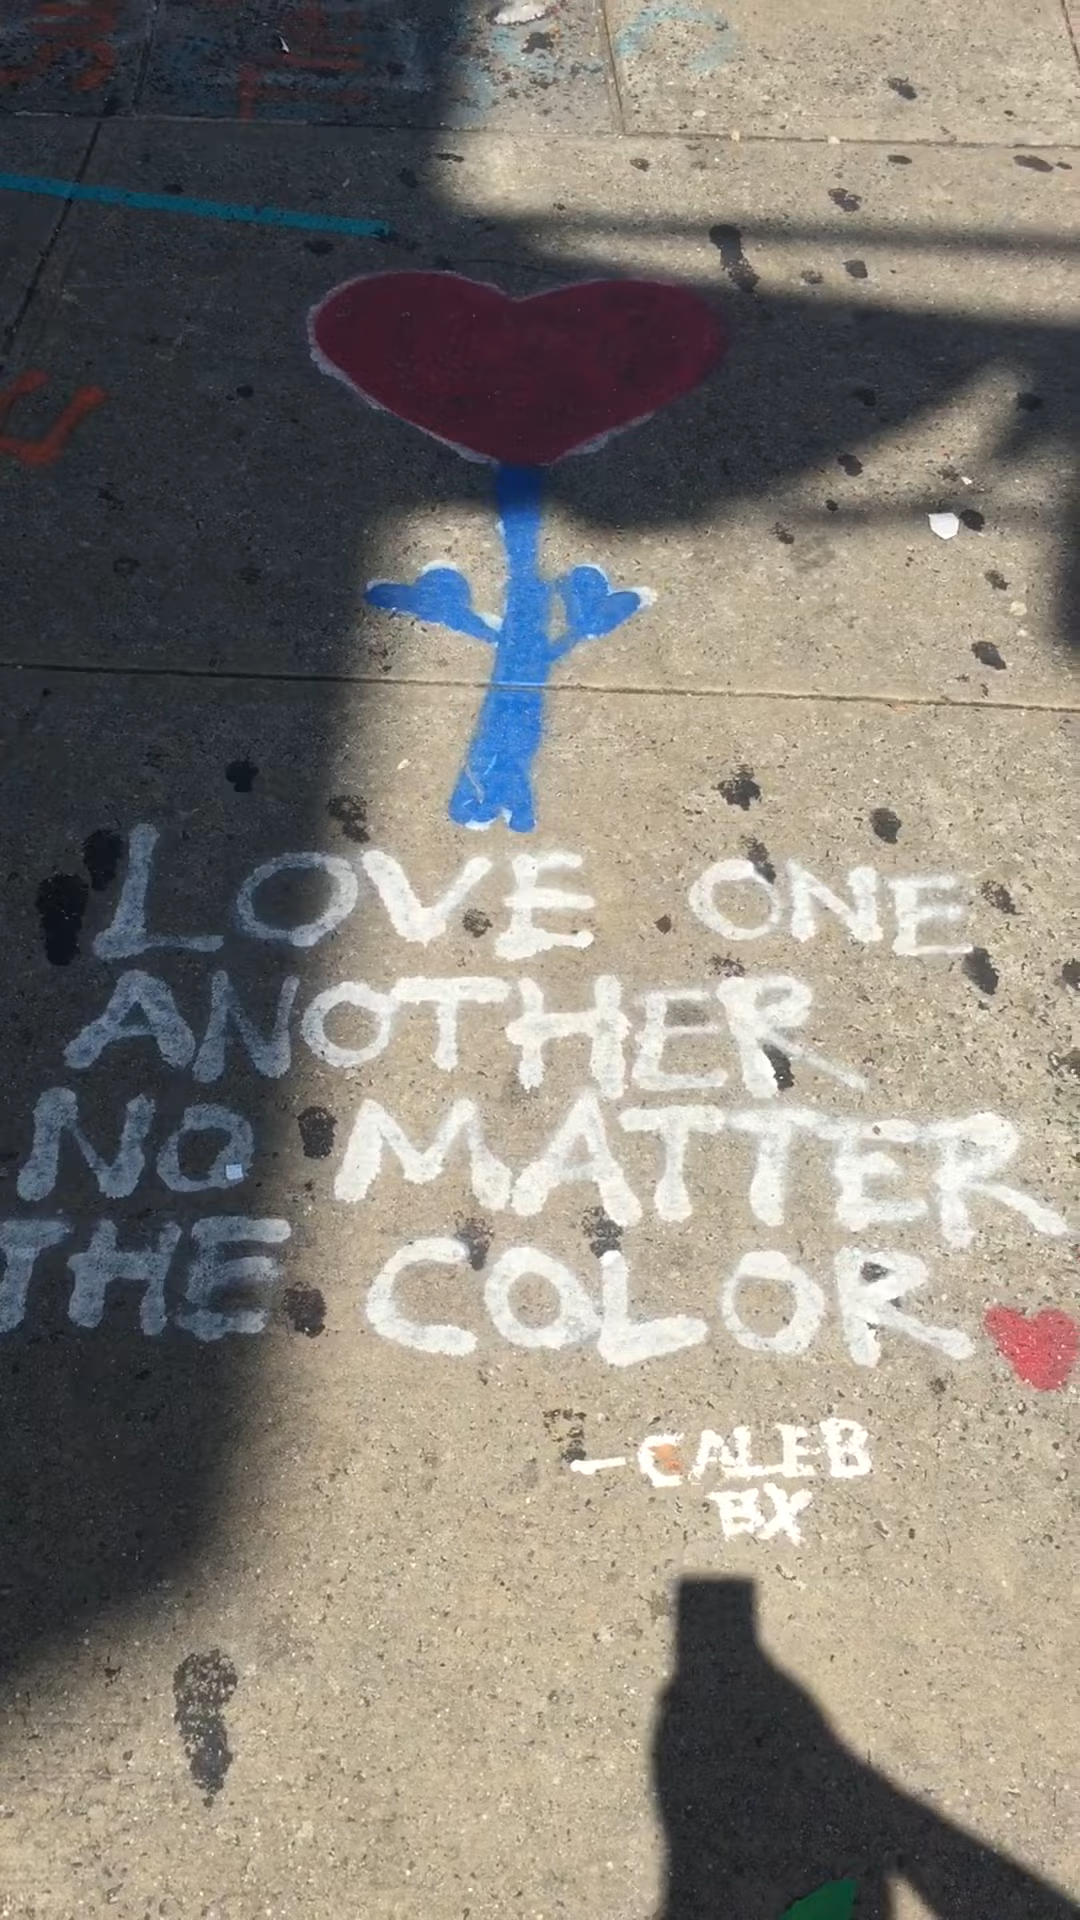 LOVE ONE
ANOTHER
NO MATTER
THE COLOR
- CALEB
BX